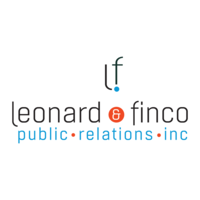 lf
leonard & finco
public • relations • inc